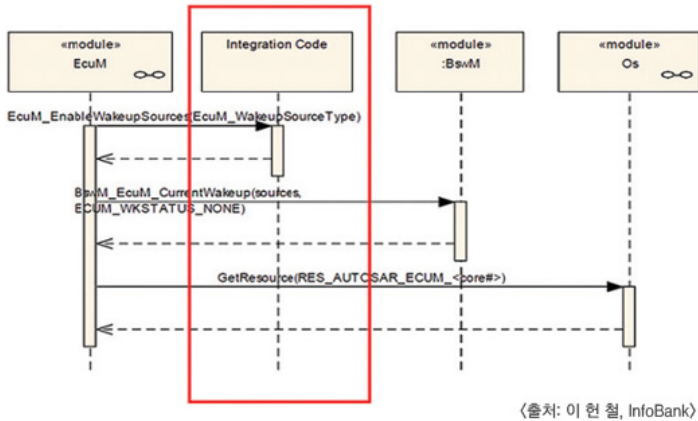 «module»
EcuM
Integration Code
«module»
:BswM
«module»
Os
EcuM_EnableWakeupSources(EcuM_WakeupSourceType)
BswM_EcuM_CurrentWakeup(sources,
ECUM_WKSTATUS_NONE)
GetResource(RES_AUTOSAR_ECUM_<core#>)
〈출처: 이 헌 철, InfoBank〉